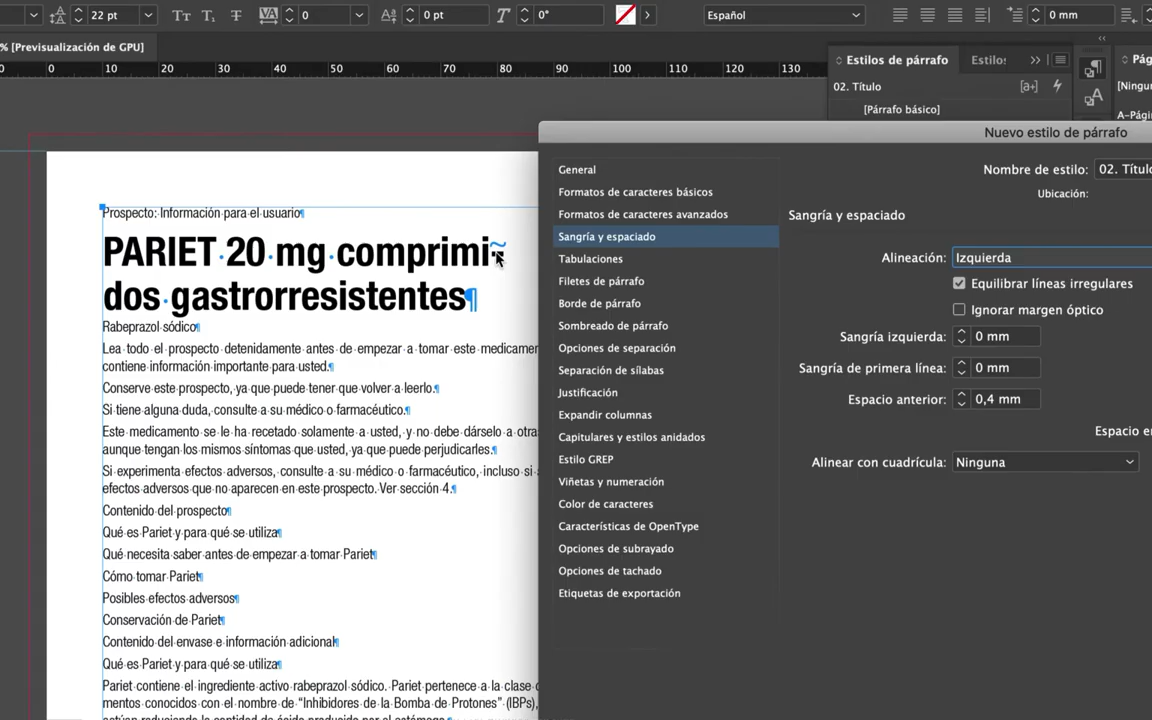 22 pt
0
0 pt
0°
Español
0 mm
% [Previsualización de GPU]
0 10 20 30 40 50 60 70 80 90 100 110 120 130
Estilos de párrafo
Estilo:
Pág
02. Título
[Ningun
[Párrafo básico]
A-Págin
Nuevo estilo de párrafo
General
Formatos de caracteres básicos
Formatos de caracteres avanzados
Sangría y espaciado
Tabulaciones
Filetes de párrafo
Borde de párrafo
Sombreado de párrafo
Opciones de separación
Separación de sílabas
Justificación
Expandir columnas
Capitulares y estilos anidados
Estilo GREP
Viñetas y numeración
Color de caracteres
Características de OpenType
Opciones de subrayado
Opciones de tachado
Etiquetas de exportación
Nombre de estilo: 02. Título
Ubicación:
Sangría y espaciado
Alineación: Izquierda
Equilibrar líneas irregulares
Ignorar margen óptico
Sangría izquierda: 0 mm
Sangría de primera línea: 0 mm
Espacio anterior: 0,4 mm
Espacio en
Alinear con cuadrícula: Ninguna
Prospecto: Información para el usuario¶
PARIET·20·mg·comprimi-
dos·gastrorresistentes¶
Rabeprazol·sódico¶
Lea·todo·el·prospecto·detenidamente·antes·de·empezar·a·tomar·este·medicamen
contiene·información·importante·para·usted.¶
Conserve·este·prospecto,·ya·que·puede·tener·que·volver·a·leerlo.¶
Si·tiene·alguna·duda,·consulte·a·su·médico·o·farmacéutico.¶
Este·medicamento·se·le·ha·recetado·solamente·a·usted,·y·no·debe·dárselo·a·otras
aunque·tengan·los·mismos·síntomas·que·usted,·ya·que·puede·perjudicarles.¶
Si·experimenta·efectos·adversos,·consulte·a·su·médico·o·farmacéutico,·incluso·si·
efectos·adversos·que·no·aparecen·en·este·prospecto.·Ver·sección·4.¶
Contenido·del·prospecto¶
Qué·es·Pariet·y·para·qué·se·utiliza¶
Qué·necesita·saber·antes·de·empezar·a·tomar·Pariet¶
Cómo·tomar·Pariet¶
Posibles·efectos·adversos¶
Conservación·de·Pariet¶
Contenido·del·envase·e·información·adicional¶
Qué·es·Pariet·y·para·qué·se·utiliza¶
Pariet·contiene·el·ingrediente·activo·rabeprazol·sódico.·Pariet·pertenece·a·la·clase·
mentos·conocidos·con·el·nombre·de·“Inhibidores·de·la·Bomba·de·Protones”·(IBPs),